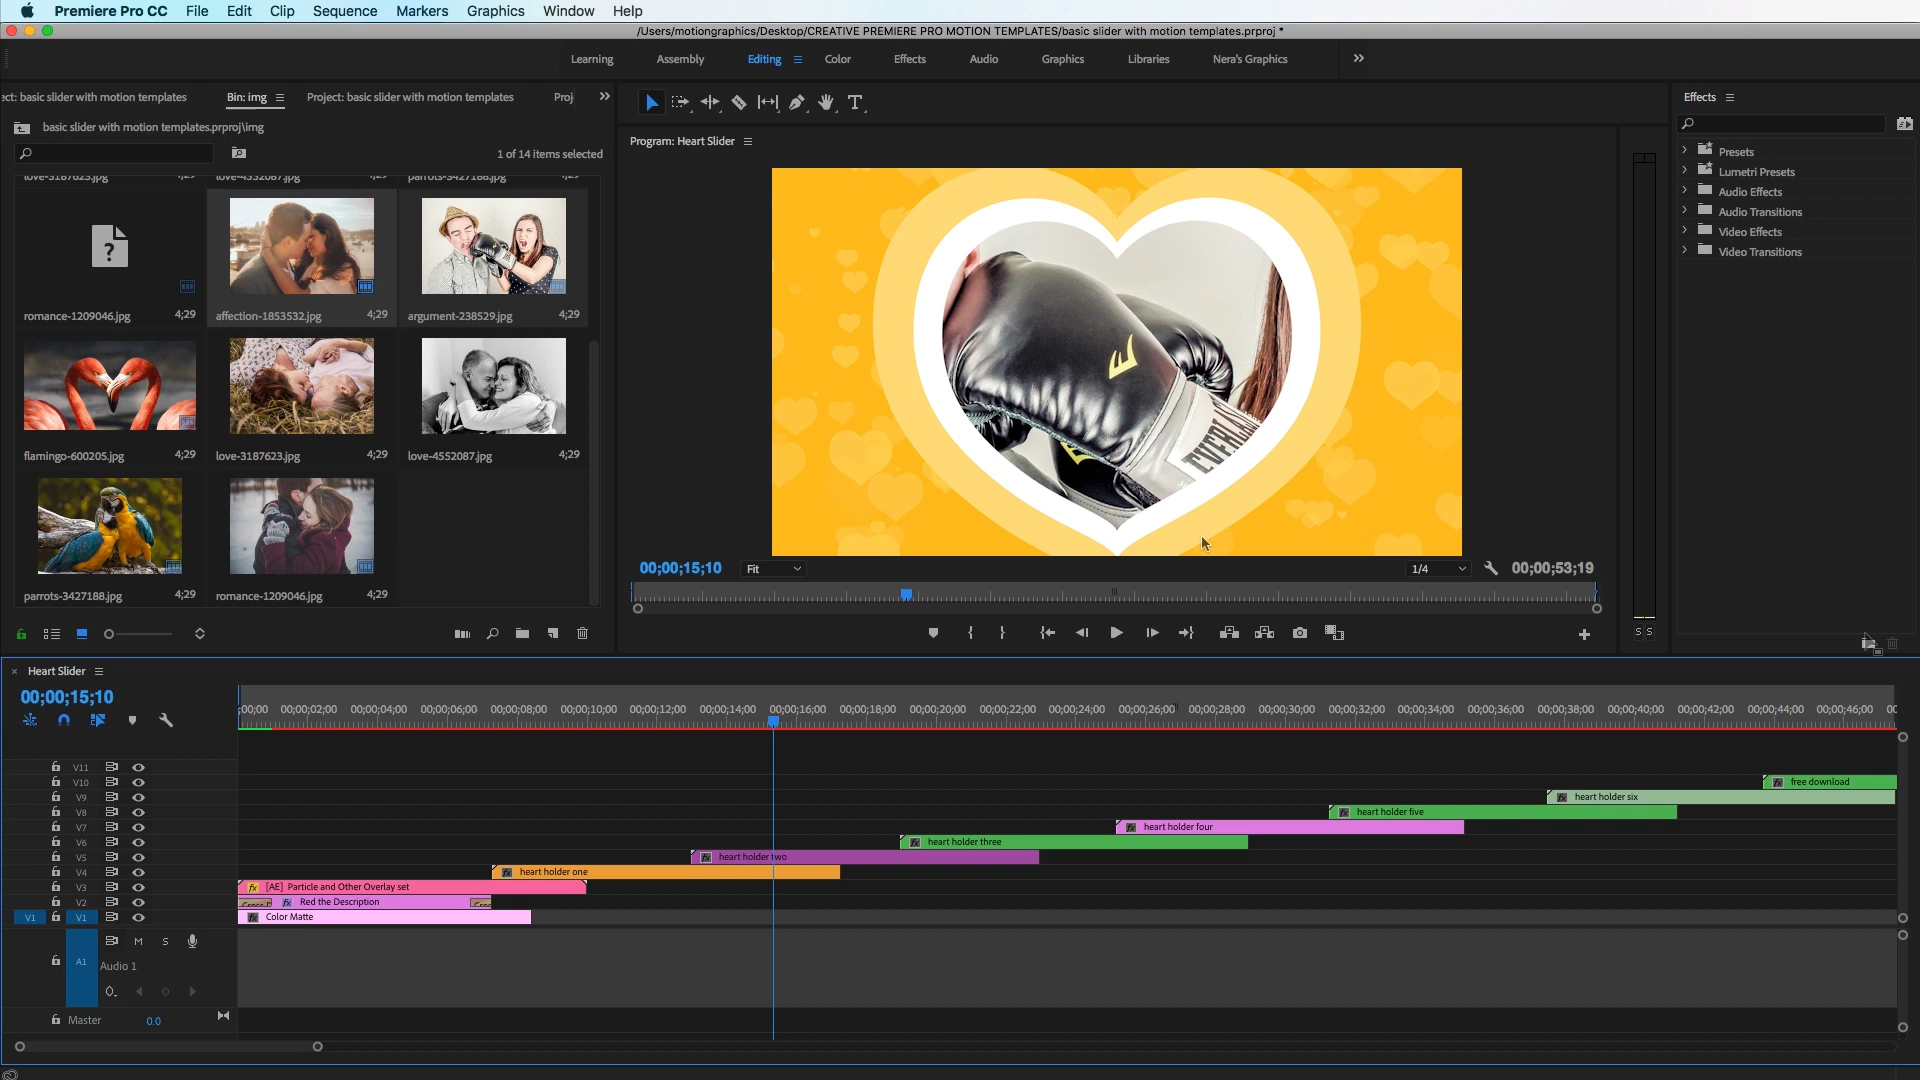 Premiere Pro CC File Edit Clip Sequence Markers Graphics Window Help
/Users/motiongraphics/Desktop/CREATIVE PREMIERE PRO MOTION TEMPLATES/basic slider with motion templates.prproj *
Learning Assembly Editing Color Effects Audio Graphics Libraries Nera's Graphics
ect: basic slider with motion templates Bin: img Project: basic slider with motion templates Proj
basic slider with motion templates.prproj\img
1 of 14 items selected
love-3187623.jpg 4;29 love-4552087.jpg 4;29 parrots-3427188.jpg 4;29
romance-1209046.jpg 4;29 affection-1853532.jpg 4;29 argument-238529.jpg 4;29
flamingo-600205.jpg 4;29 love-3187623.jpg 4;29 love-4552087.jpg 4;29
parrots-3427188.jpg 4;29 romance-1209046.jpg 4;29
Program: Heart Slider
00;00;15;10 Fit 1/4 00;00;53;19
S S
Effects
Presets
Lumetri Presets
Audio Effects
Audio Transitions
Video Effects
Video Transitions
Heart Slider
00;00;15;10
;00;00 00;00;02;00 00;00;04;00 00;00;06;00 00;00;08;00 00;00;10;00 00;00;12;00 00;00;14;00 00;00;16;00 00;00;18;00 00;00;20;00 00;00;22;00 00;00;24;00 00;00;26;00 00;00;28;00 00;00;30;00 00;00;32;00 00;00;34;00 00;00;36;00 00;00;38;00 00;00;40;00 00;00;42;00 00;00;44;00 00;00;46;00 00
V11
V10 free download
V9 heart holder six
V8 heart holder five
V7 heart holder four
V6 heart holder three
V5 heart holder two
V4 heart holder one
V3 fx [AE] Particle and Other Overlay set
V2 Cross D fx Red the Description Cros
V1 V1 fx Color Matte
M S
A1
Audio 1
Master 0.0